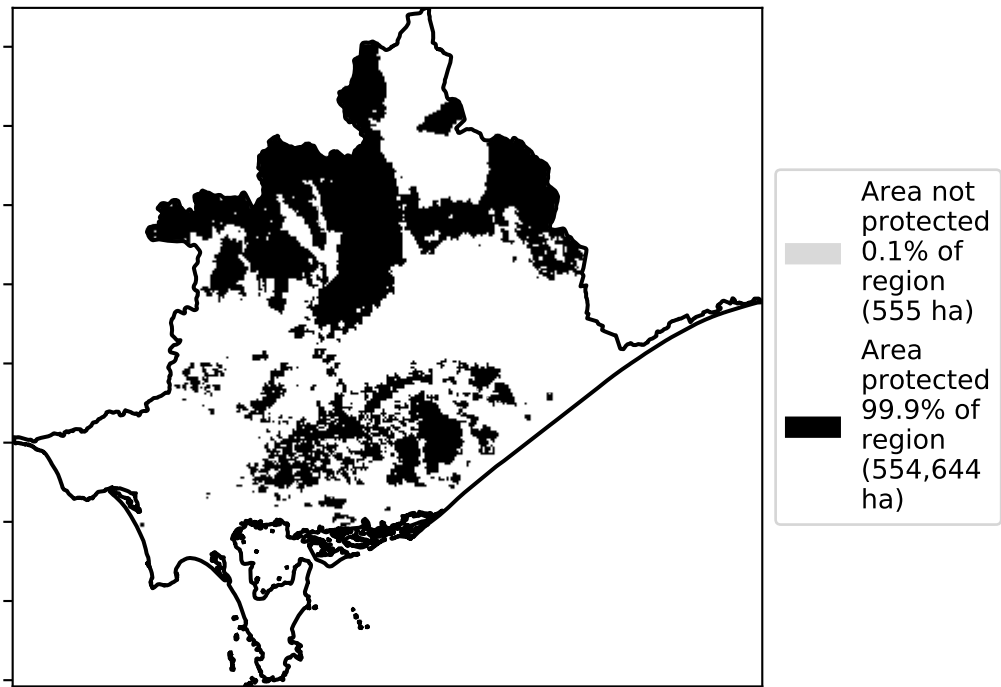 Area not
protected
0.1% of
region
(555 ha)
Area
protected
99.9% of
region
(554,644
ha)